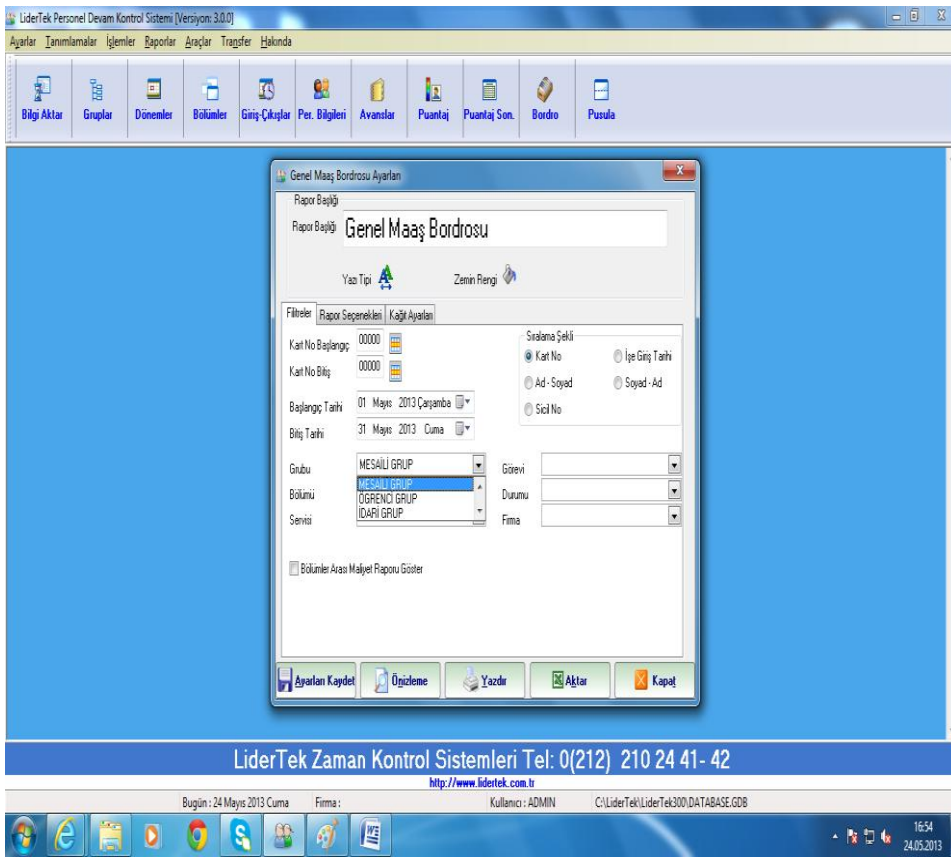 LiderTek Personel Devam Kontrol Sistemi [Versiyon: 3.0.0]
Ayarlar Tanımlamalar İşlemler Raporlar Araçlar Transfer Hakında
Bilgi Aktar Gruplar Dönemler Bölümler Giriş-Çıkışlar Per. Bilgileri Avanslar Puantaj Puantaj Son. Bordro Pusula
Genel Maaş Bordrosu Ayarları
Rapor Başlığı
Rapor Başlığı Genel Maaş Bordrosu
Yazı Tipi Zemin Rengi
Filtreler Rapor Seçenekleri Kağıt Ayarları
Kart No Başlangıç 00000
Kart No Bitiş 00000
Başlangıç Tarihi 01 Mayıs 2013 Çarşamba
Bitiş Tarihi 31 Mayıs 2013 Cuma
Sıralama Şekli
Kart No İşe Giriş Tarihi
Ad - Soyad Soyad - Ad
Sicil No
Grubu MESAİLİ GRUP Görevi
MESAİLİ GRUP
Bölümü ÖGRENCİ GRUP Durumu
İDARİ GRUP
Servisi Firma
Bölümler Arası Maliyet Raporu Göster
Ayarları Kaydet Önizleme Yazdır Aktar Kapat
LiderTek Zaman Kontrol Sistemleri Tel: 0(212) 210 24 41- 42
http://www.lidertek.com.tr
Bugün : 24 Mayıs 2013 Cuma Firma : Kullanıcı : ADMIN C:\LiderTek\LiderTek300\DATABASE.GDB
16:54
24.05.2013